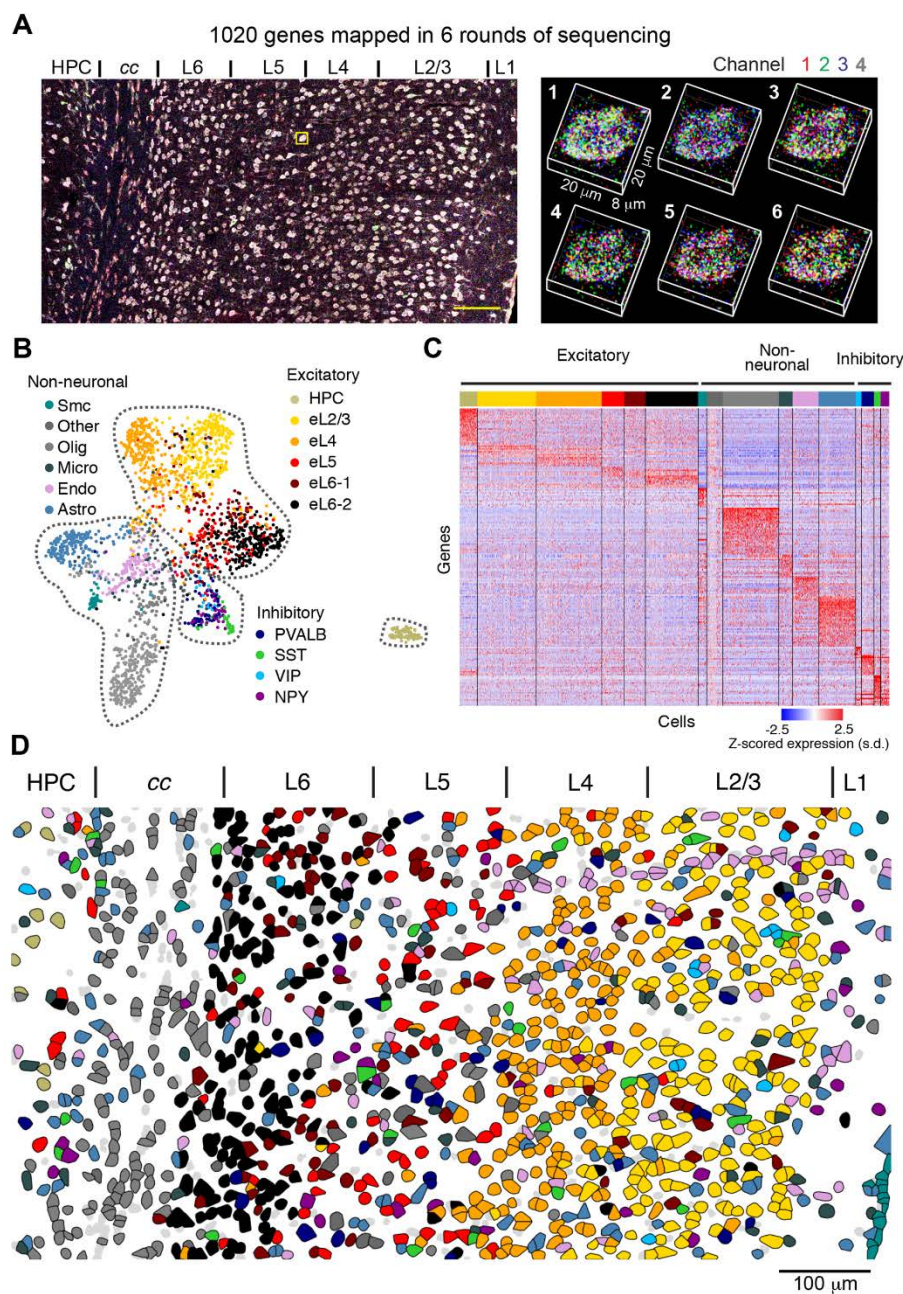 A
1020 genes mapped in 6 rounds of sequencing
HPC cc L6 L5 L4 L2/3 L1
Channel 1 2 3 4
1 2 3
20 μm
20 μm 8 μm
4 5 6
B
Non-neuronal
Smc
Other
Olig
Micro
Endo
Astro
Excitatory
HPC
eL2/3
eL4
eL5
eL6-1
eL6-2
Inhibitory
PVALB
SST
VIP
NPY
C
Excitatory
Non-
neuronal
Inhibitory
Genes
Cells
-2.5 2.5
Z-scored expression (s.d.)
D
HPC cc L6 L5 L4 L2/3 L1
100 μm